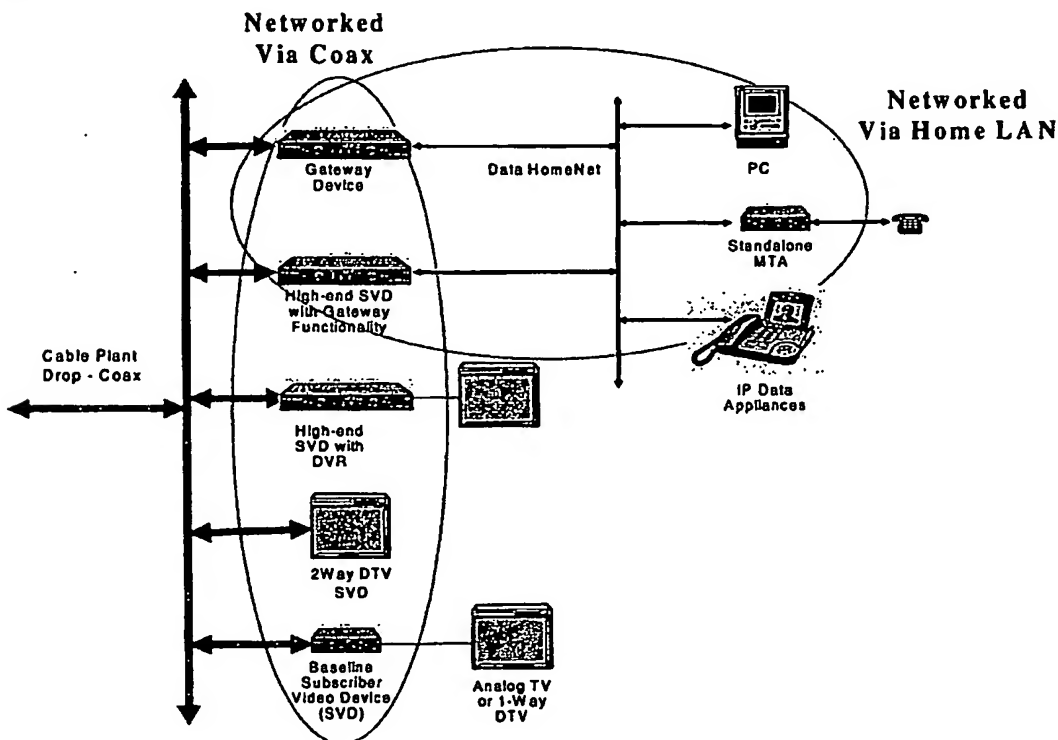 Networked
Via Coax
Networked
Via Home LAN
Gateway
Device
Data HomeNet
PC
Standalone
MTA
High-end SVD
with Gateway
Functionality
Cable Plant
Drop - Coax
IP Data
Appliances
High-end
SVD with
DVR
2Way DTV
SVD
Baseline
Subscriber
Video Device
(SVD)
Analog TV
or 1-Way
DTV